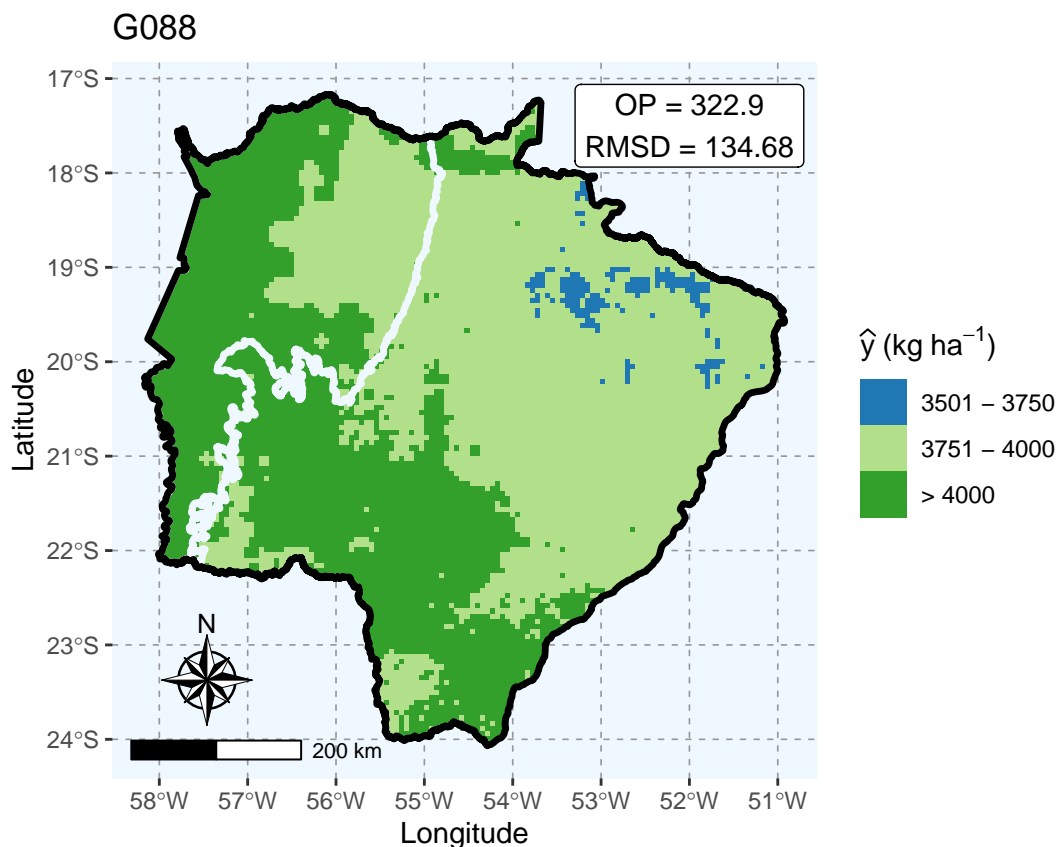 G088
OP = 322.9
RMSD = 134.68
17°S
18°S
19°S
20°S
21°S
22°S
23°S
24°S
Latitude
N
200 km
58°W 57°W 56°W 55°W 54°W 53°W 52°W 51°W
Longitude
ŷ (kg ha⁻¹)
3501 – 3750
3751 – 4000
> 4000